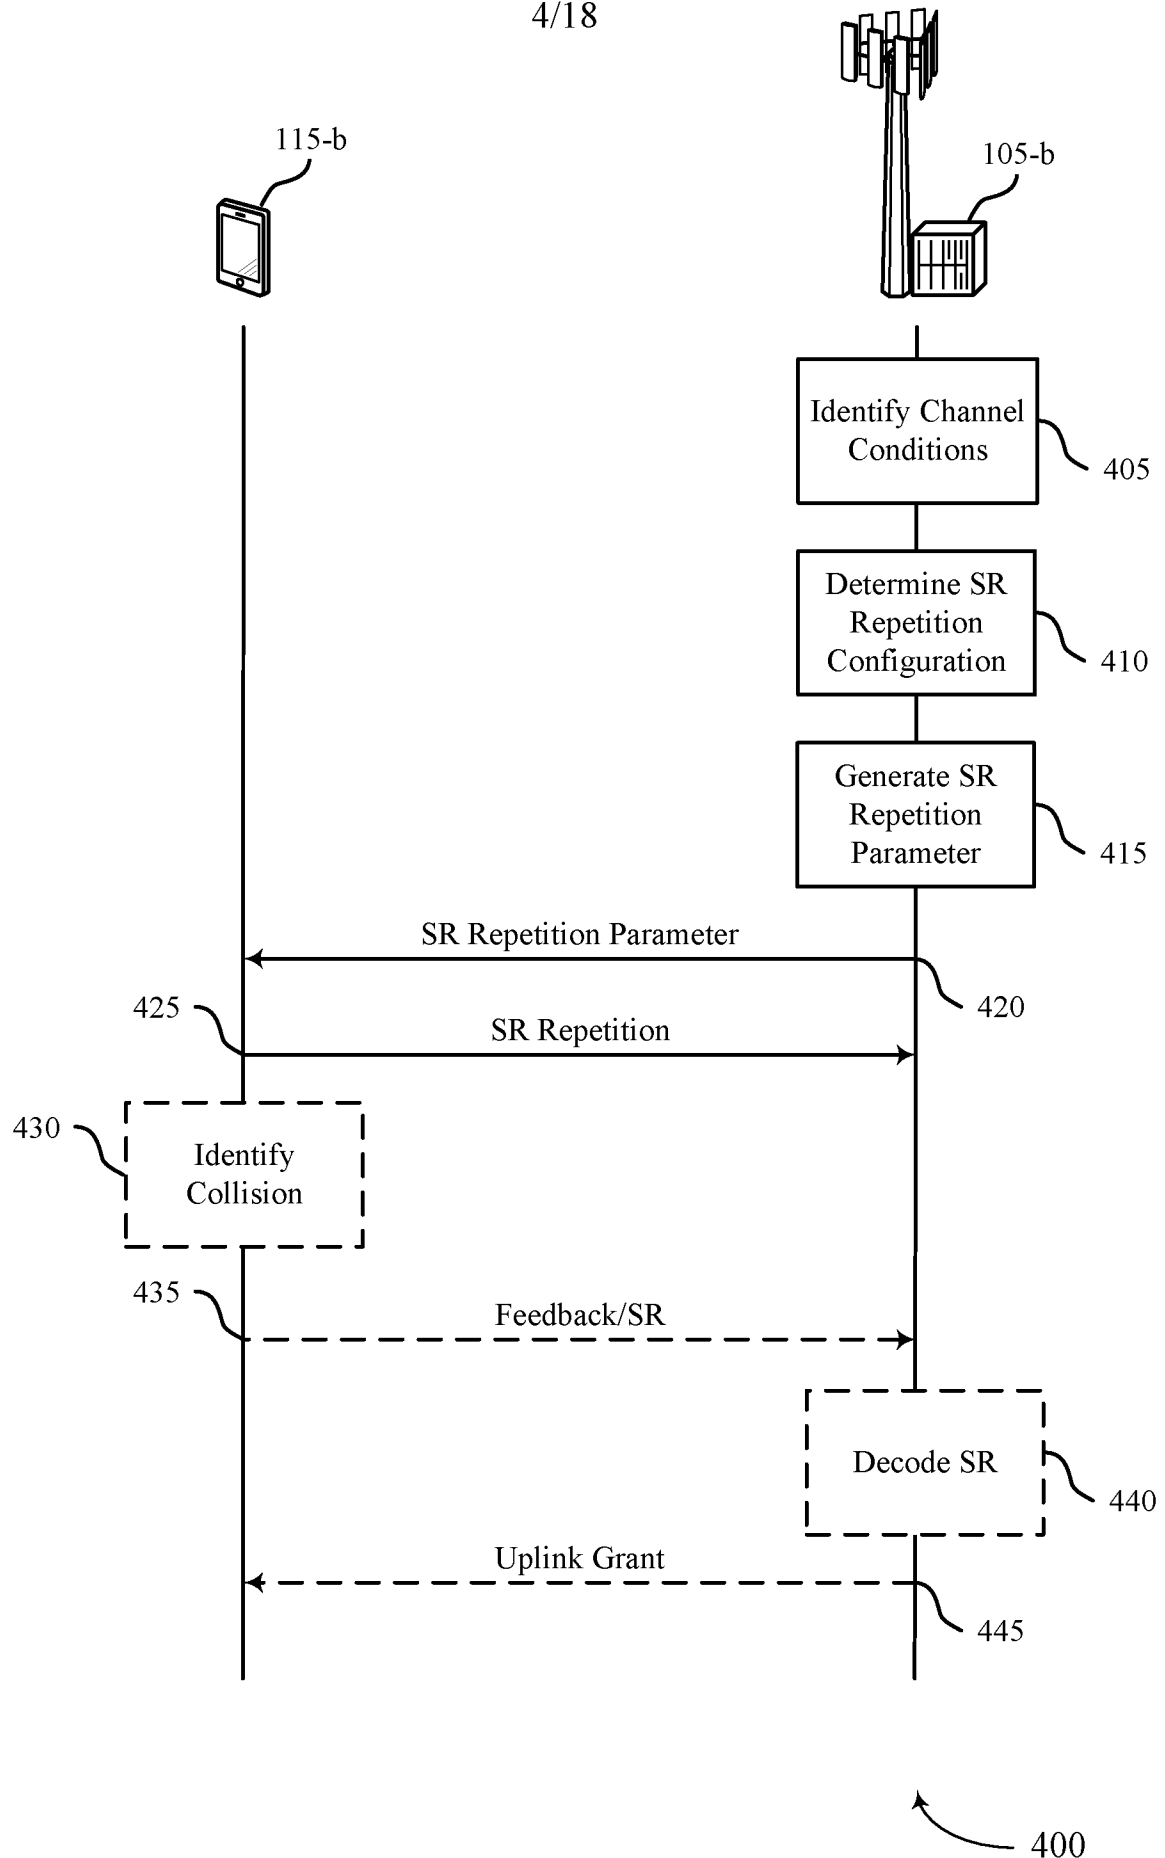 4/18
115-b
105-b
Identify Channel
Conditions
405
Determine SR
Repetition
Configuration
410
Generate SR
Repetition
Parameter
415
SR Repetition Parameter
420
425
SR Repetition
430
Identify
Collision
435
Feedback/SR
Decode SR
440
Uplink Grant
445
400